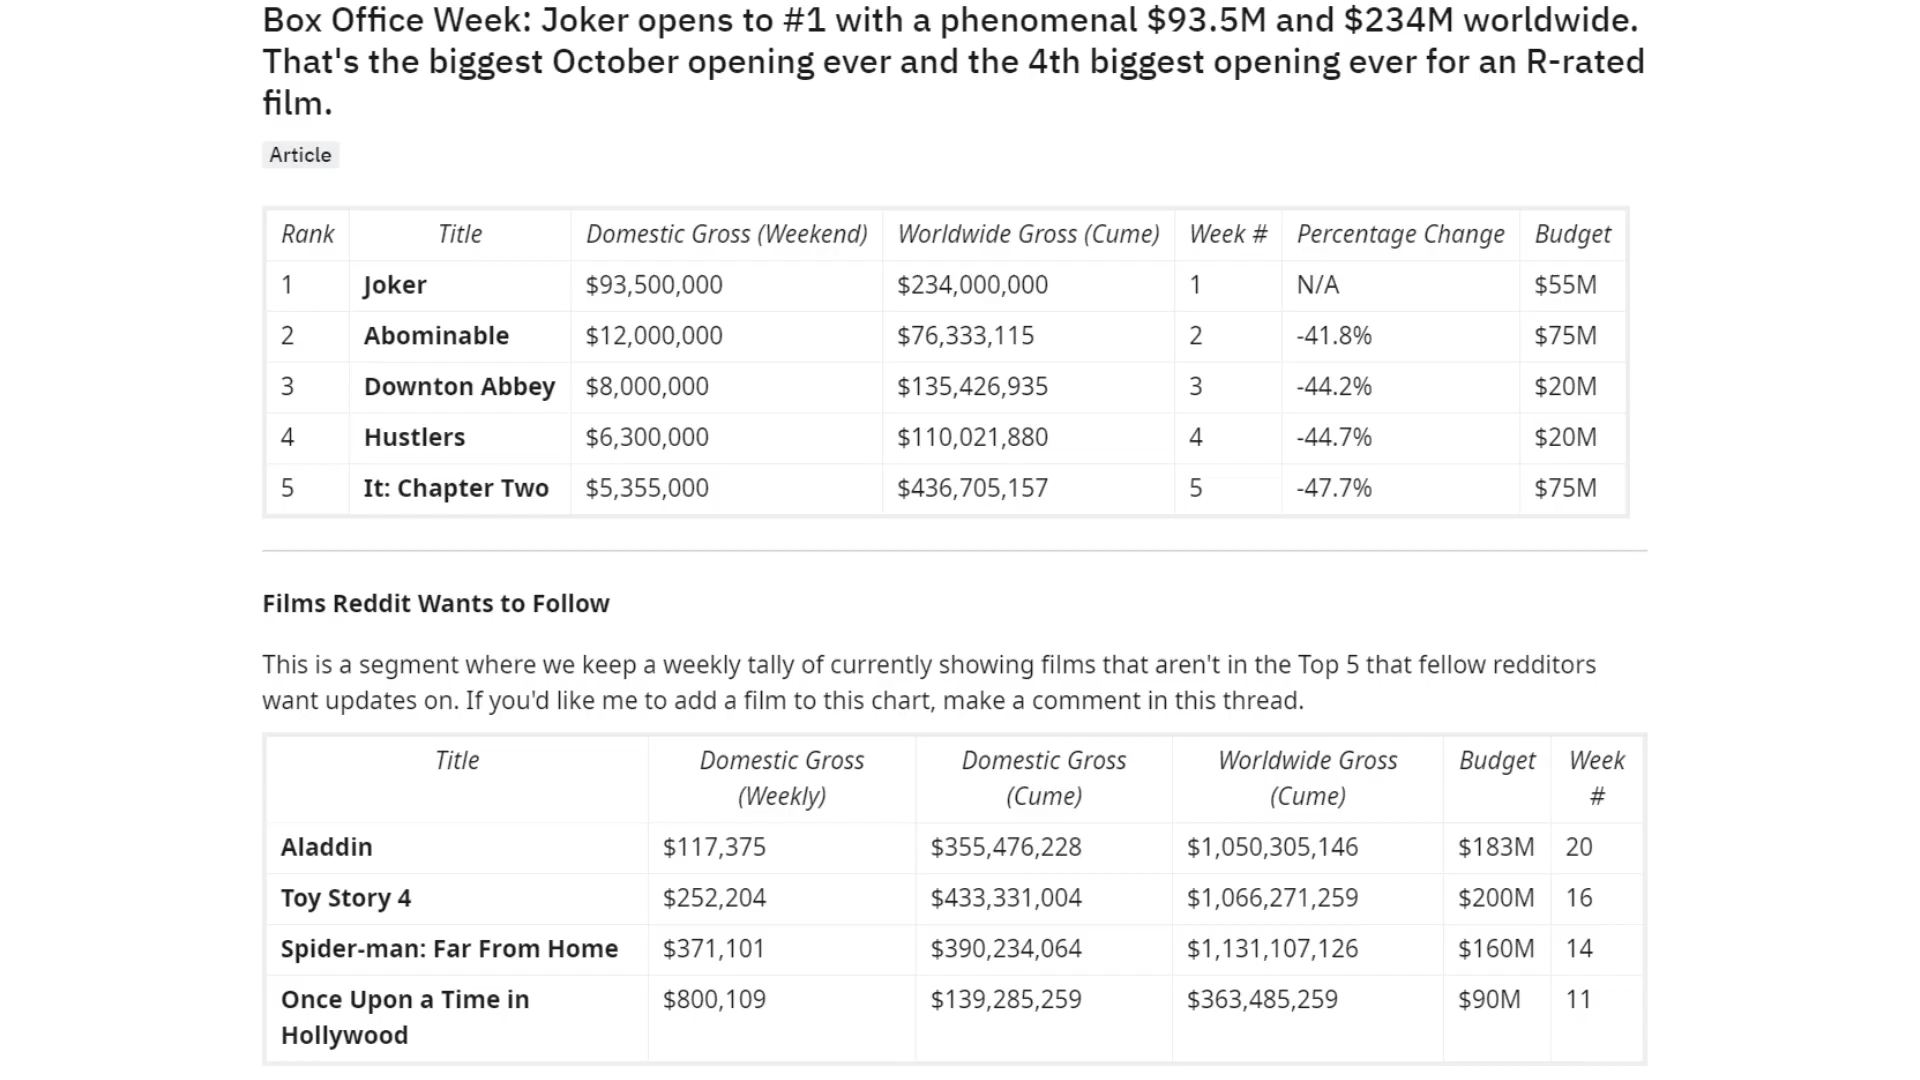 Box Office Week: Joker opens to #1 with a phenomenal $93.5M and $234M worldwide.
That's the biggest October opening ever and the 4th biggest opening ever for an R-rated
film.
Article
Rank Title Domestic Gross (Weekend) Worldwide Gross (Cume) Week # Percentage Change Budget
1 Joker $93,500,000 $234,000,000 1 N/A $55M
2 Abominable $12,000,000 $76,333,115 2 -41.8% $75M
3 Downton Abbey $8,000,000 $135,426,935 3 -44.2% $20M
4 Hustlers $6,300,000 $110,021,880 4 -44.7% $20M
5 It: Chapter Two $5,355,000 $436,705,157 5 -47.7% $75M
Films Reddit Wants to Follow
This is a segment where we keep a weekly tally of currently showing films that aren't in the Top 5 that fellow redditors
want updates on. If you'd like me to add a film to this chart, make a comment in this thread.
Title Domestic Gross Domestic Gross Worldwide Gross Budget Week
(Weekly) (Cume) (Cume) #
Aladdin $117,375 $355,476,228 $1,050,305,146 $183M 20
Toy Story 4 $252,204 $433,331,004 $1,066,271,259 $200M 16
Spider-man: Far From Home $371,101 $390,234,064 $1,131,107,126 $160M 14
Once Upon a Time in $800,109 $139,285,259 $363,485,259 $90M 11
Hollywood